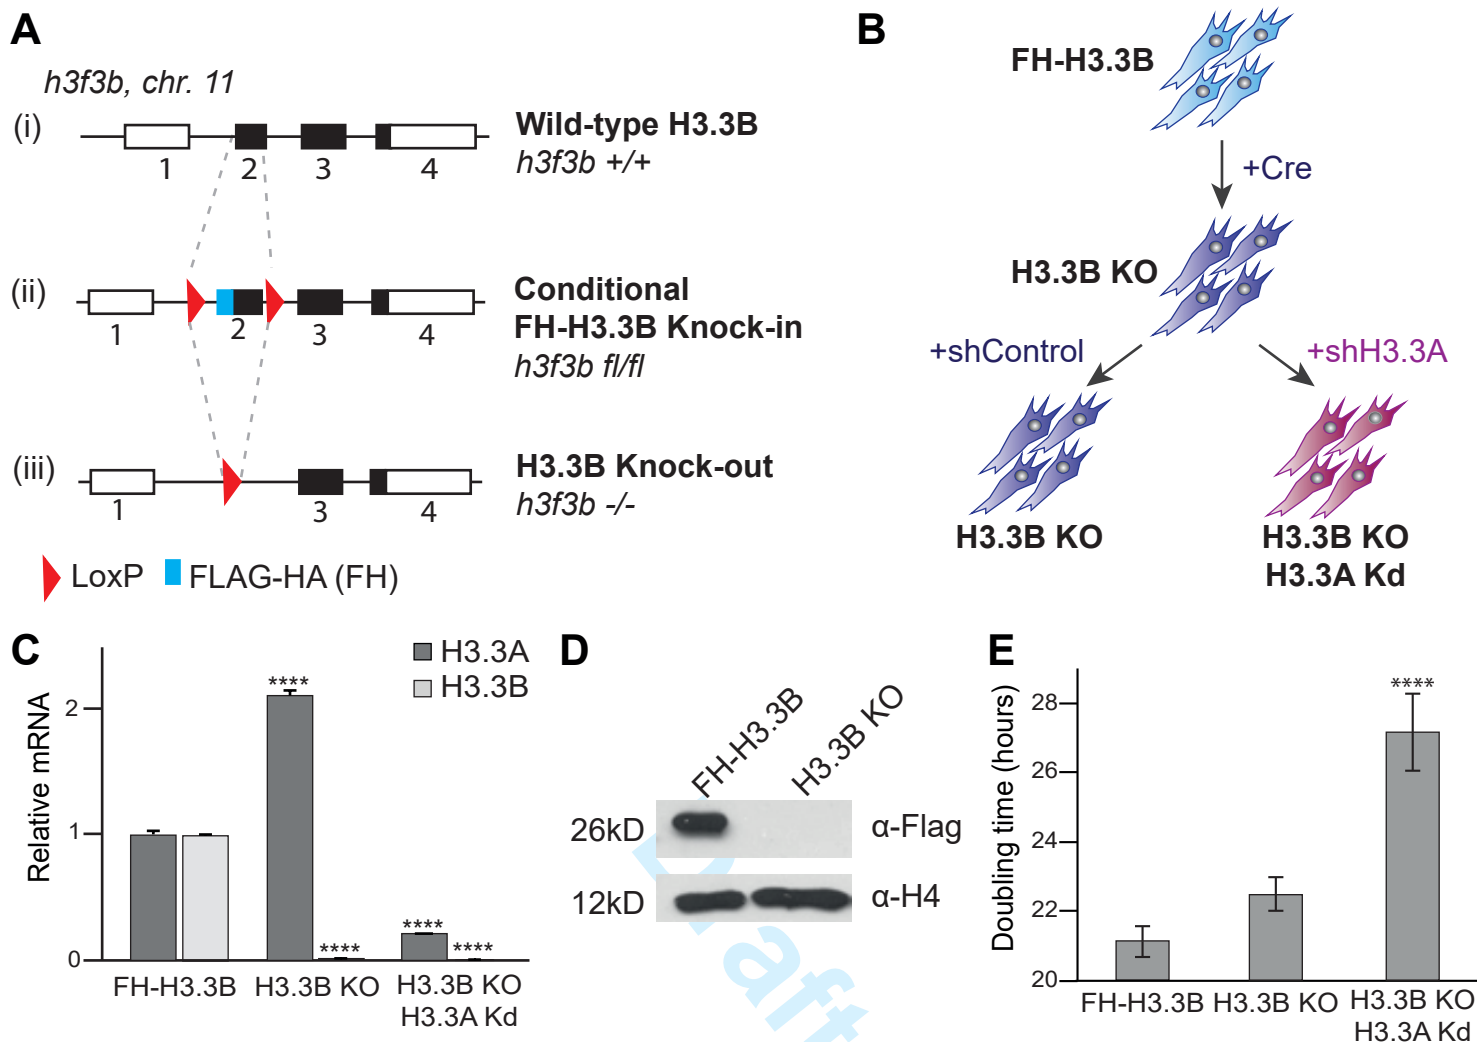 A
h3f3b, chr. 11
(i)
1
2
3
4
Wild-type H3.3B
h3f3b +/+
(ii)
1
2
3
4
Conditional
FH-H3.3B Knock-in
h3f3b fl/fl
(iii)
1
3
4
H3.3B Knock-out
h3f3b -/-
LoxP
FLAG-HA (FH)
B
FH-H3.3B
+Cre
H3.3B KO
+shControl
+shH3.3A
H3.3B KO
H3.3B KO
H3.3A Kd
C
H3.3A
H3.3B
Relative mRNA
2
1
0
****
****
****
****
FH-H3.3B
H3.3B KO
H3.3B KO
H3.3A Kd
D
FH-H3.3B
H3.3B KO
26kD
α-Flag
12kD
α-H4
Draft
E
Doubling time (hours)
28
26
24
22
20
****
FH-H3.3B
H3.3B KO
H3.3B KO
H3.3A Kd